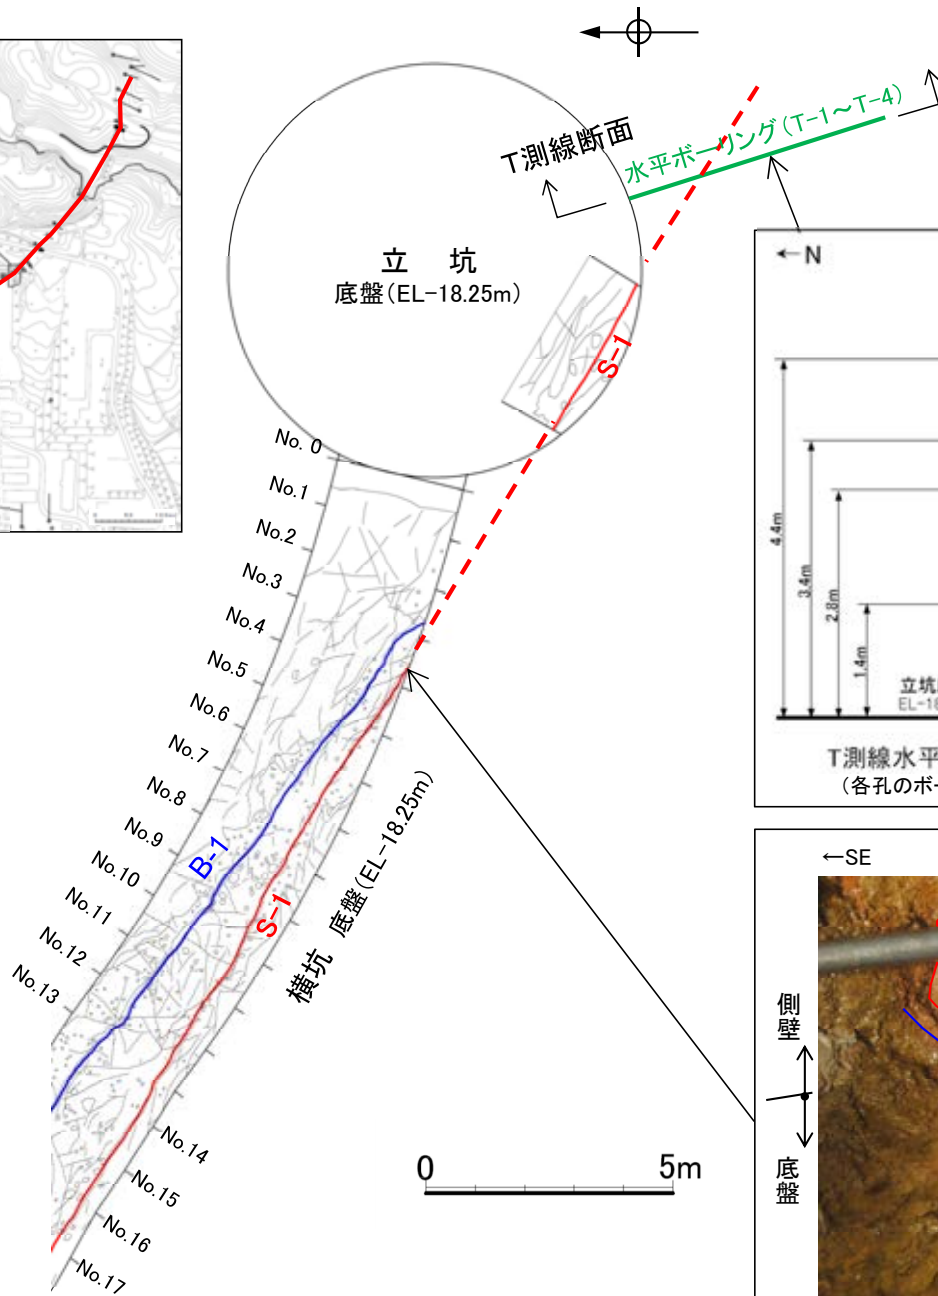 T測線断面
水平ボーリング(T-1～T-4)
立　坑
底盤(EL-18.25m)
S-1
No. 0
No.1
No.2
No.3
No.4
No.5
No.6
No.7
No.8
No.9
No.10
No.11
No.12
No.13
B-1
S-1
横坑　底盤(EL-18.25m)
No.14
No.15
No.16
No.17
0
5m
←N
4.4m
3.4m
2.8m
1.4m
立坑
EL-18
T測線水平
(各孔のボー
←SE
側壁
底盤